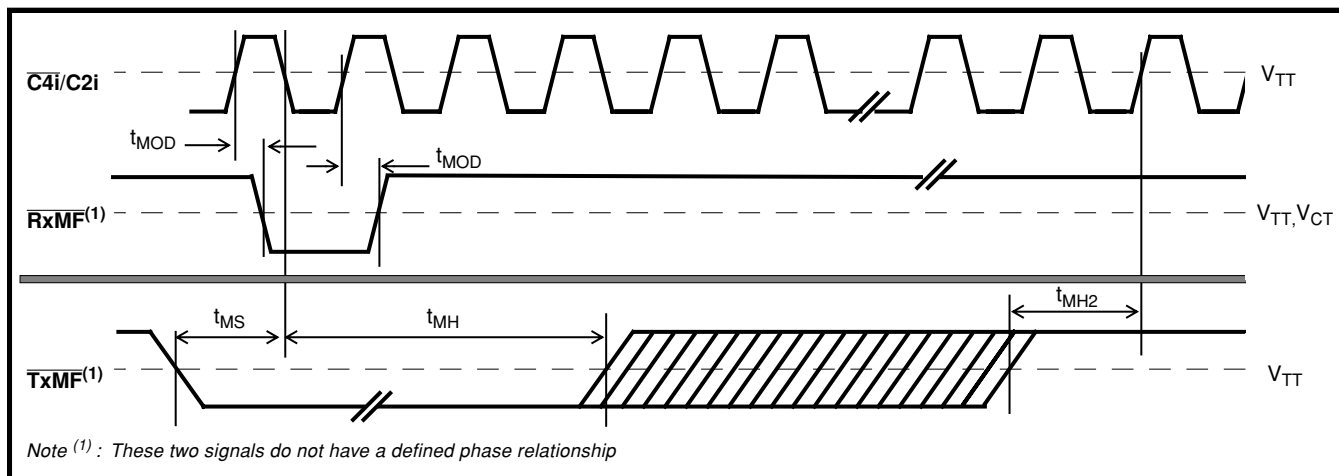 C4i/C2i
V_TT
t_MOD
t_MOD
RxMF(1)
V_TT,V_CT
t_MS
t_MH
t_MH2
TxMF(1)
V_TT
Note (1) : These two signals do not have a defined phase relationship